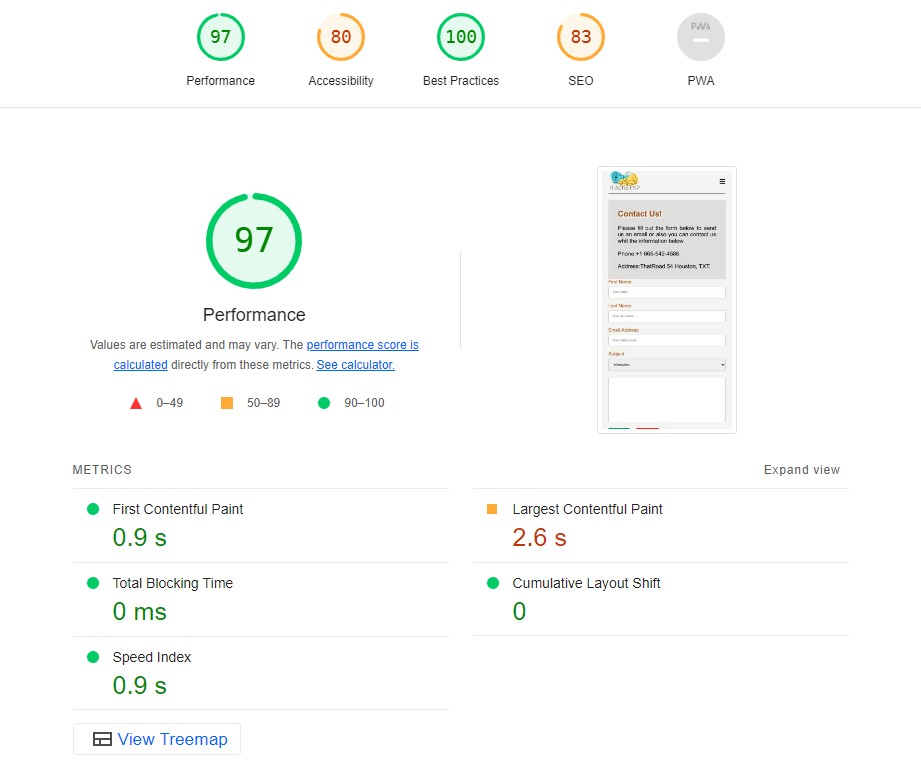 97
80
100
83
PWA
Performance
Accessibility
Best Practices
SEO
PWA
97
Performance
Values are estimated and may vary. The performance score is
calculated directly from these metrics. See calculator.
0–49
50–89
90–100
Contact Us!
Please fill out the form below to send
us an email or also you can contact us
whit the information below.
Phone:+1 666-542-4586
Address:ThatRoad 54 Houston, TXT.
First Name
Last Name
Email Address
Subject
Information
METRICS
Expand view
First Contentful Paint
0.9 s
Largest Contentful Paint
2.6 s
Total Blocking Time
0 ms
Cumulative Layout Shift
0
Speed Index
0.9 s
View Treemap